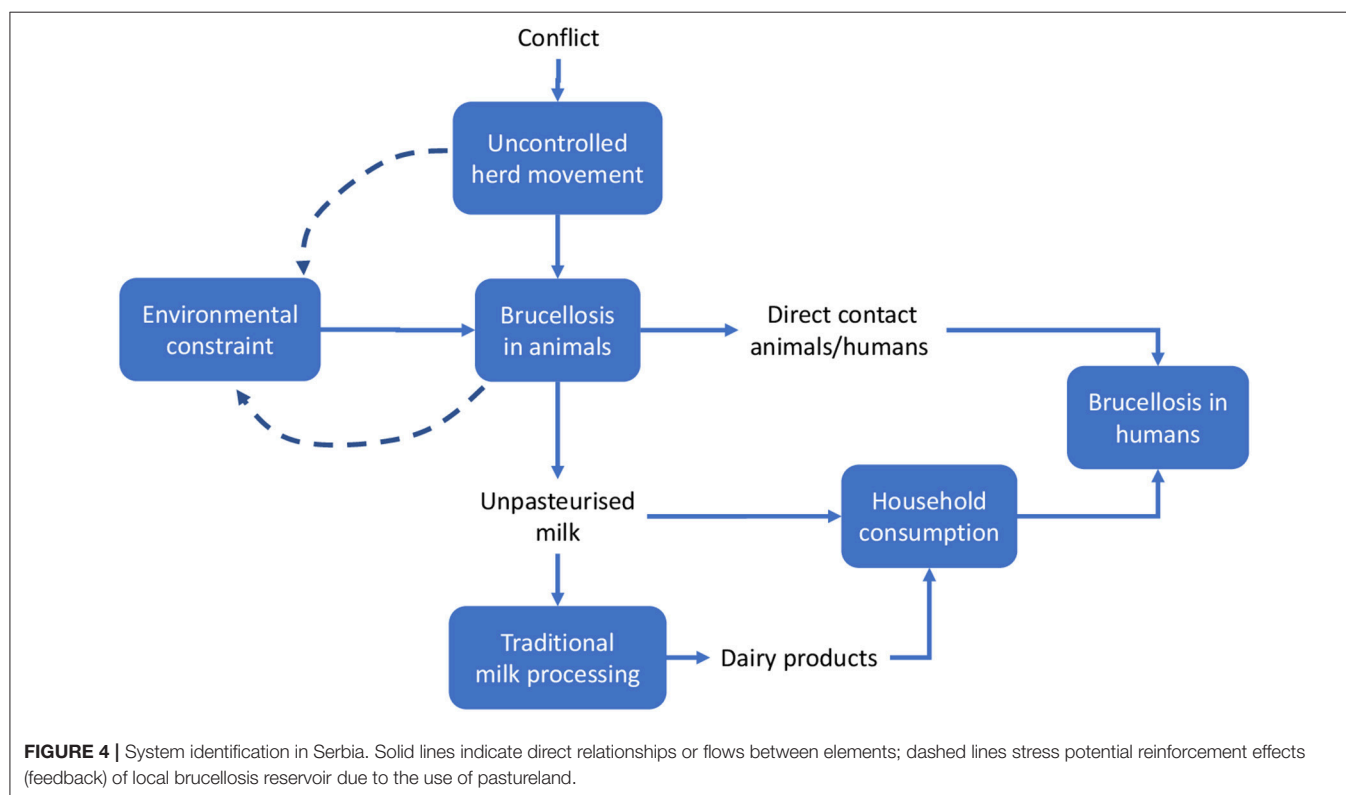 Conflict
Uncontrolled
herd movement
Environmental
constraint
Brucellosis
in animals
Direct contact
animals/humans
Brucellosis in
humans
Unpasteurised
milk
Household
consumption
Traditional
milk processing
Dairy products
FIGURE 4 | System identification in Serbia. Solid lines indicate direct relationships or flows between elements; dashed lines stress potential reinforcement effects
(feedback) of local brucellosis reservoir due to the use of pastureland.